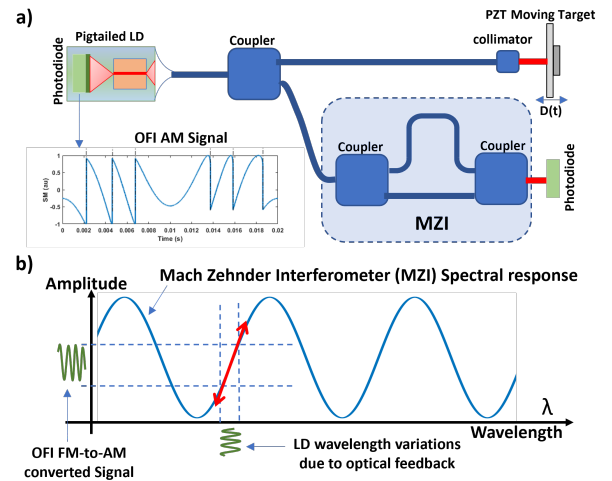 a)
Pigtailed LD
Photodiode
Coupler
PZT Moving Target
collimator
D(t)
OFI AM Signal
SM (au)
1
0.5
0
-0.5
-1
0 0.002 0.004 0.006 0.008 0.01 0.012 0.014 0.016 0.018 0.02
Time (s)
Coupler
Coupler
MZI
Photodiode
b)
Amplitude
Mach Zehnder Interferometer (MZI) Spectral response
λ
Wavelength
OFI FM-to-AM
converted Signal
LD wavelength variations
due to optical feedback